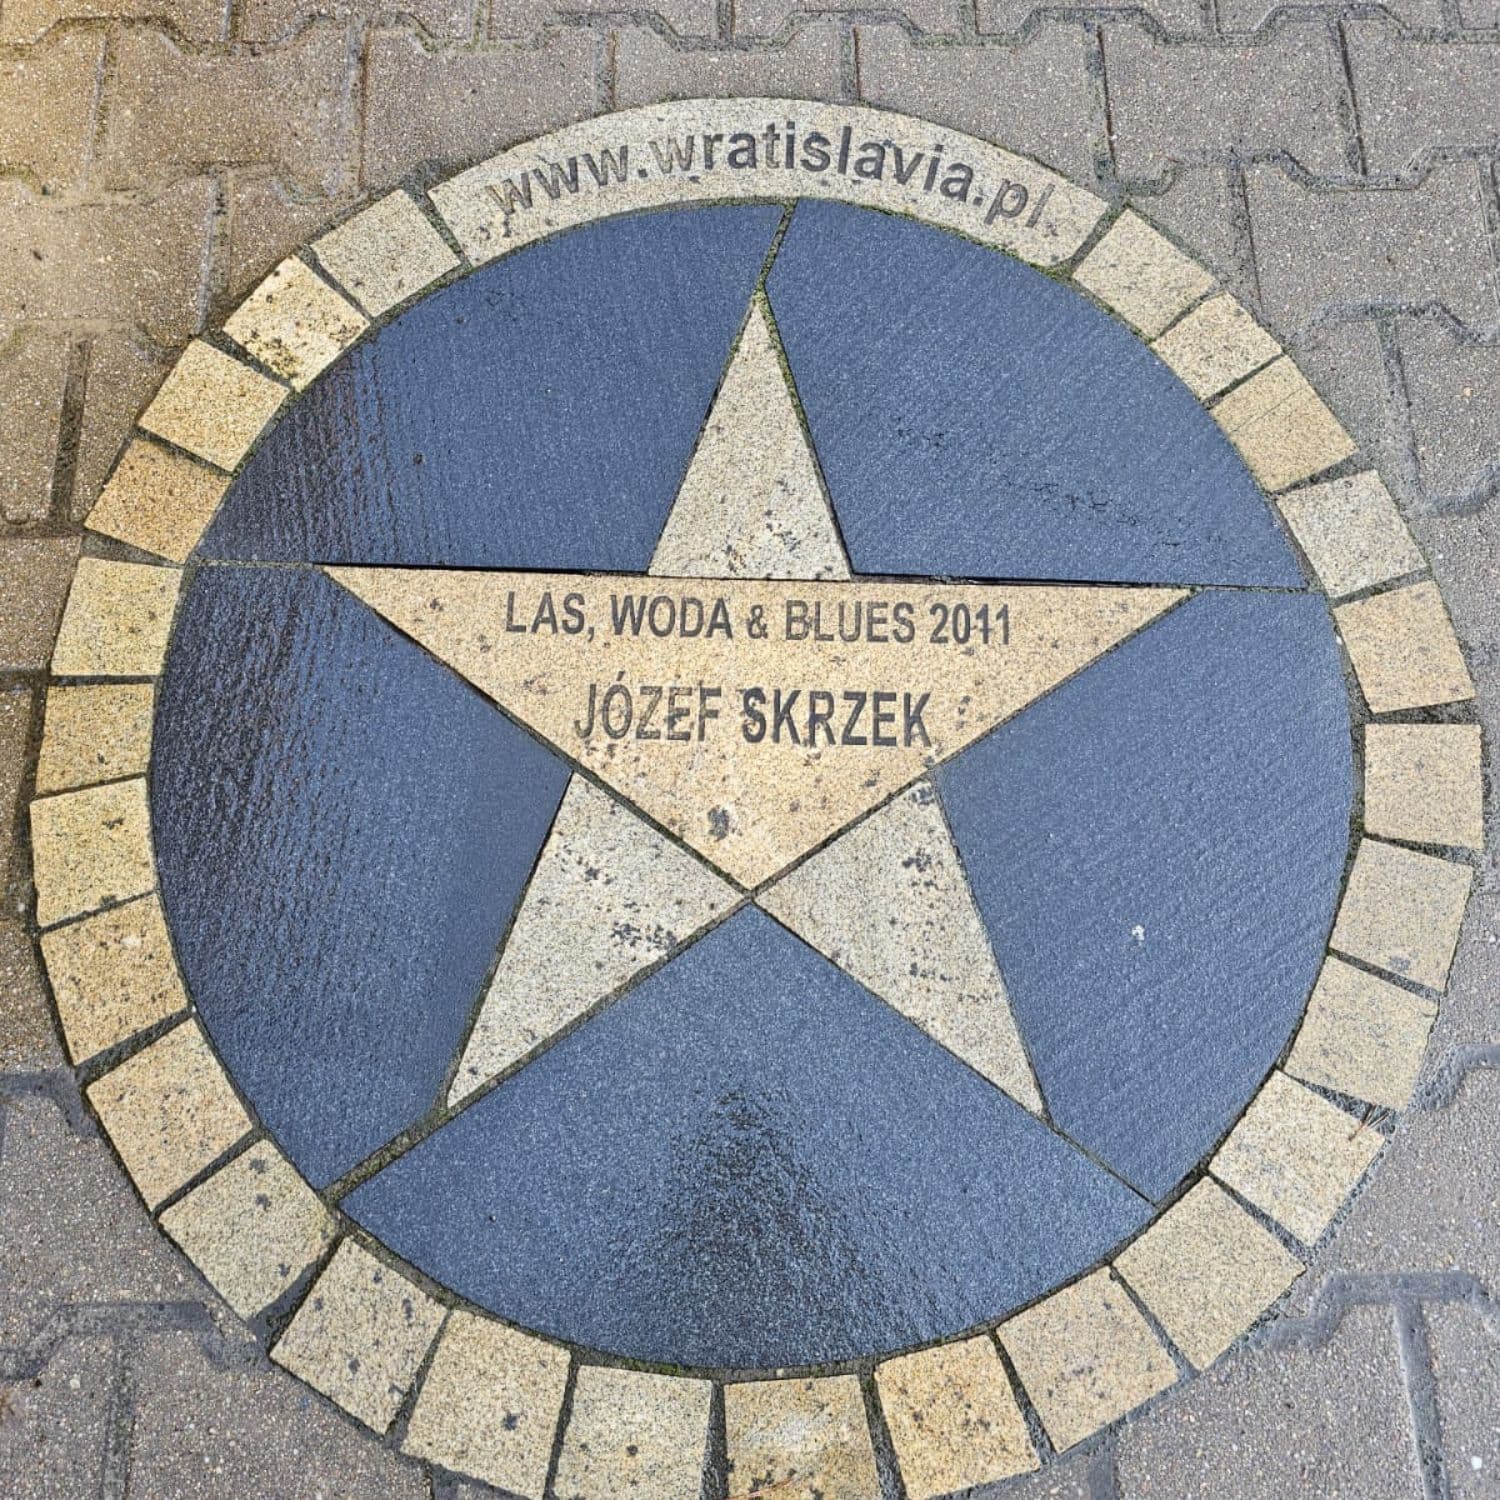 www.wratislavia.pl
LAS, WODA & BLUES 2011
JÓZEF SKRZEK